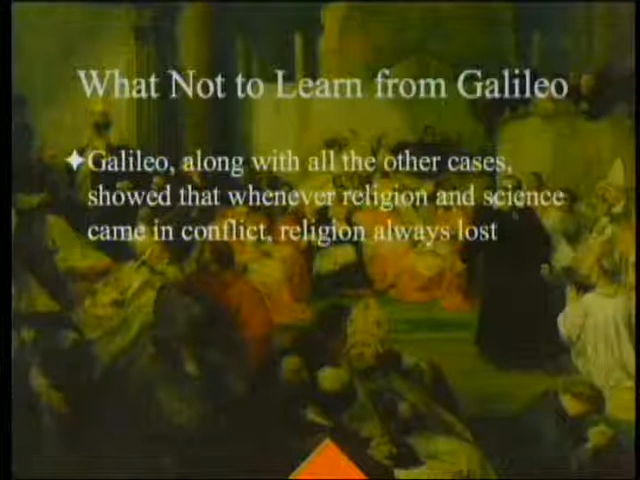 What Not to Learn from Galileo
Galileo, along with all the other cases,
showed that whenever religion and science
came in conflict, religion always lost